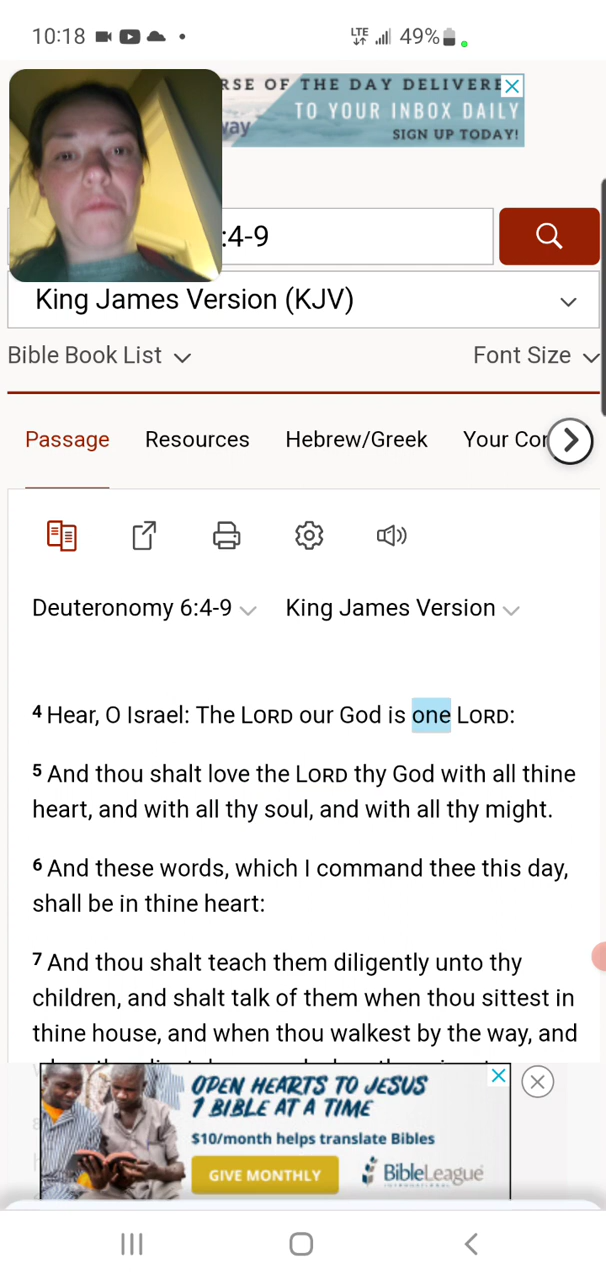 10:18
LTE 49%
RSE OF THE DAY DELIVERE
TO YOUR INBOX DAILY
way
SIGN UP TODAY!
:4-9
King James Version (KJV)
Bible Book List Font Size
Passage Resources Hebrew/Greek Your Cor
Deuteronomy 6:4-9 King James Version
4 Hear, O Israel: The LORD our God is one LORD:
5 And thou shalt love the LORD thy God with all thine
heart, and with all thy soul, and with all thy might.
6 And these words, which I command thee this day,
shall be in thine heart:
7 And thou shalt teach them diligently unto thy
children, and shalt talk of them when thou sittest in
thine house, and when thou walkest by the way, and
OPEN HEARTS TO JESUS
1 BIBLE AT A TIME
$10/month helps translate Bibles
GIVE MONTHLY BibleLeague
INTERNATIONAL